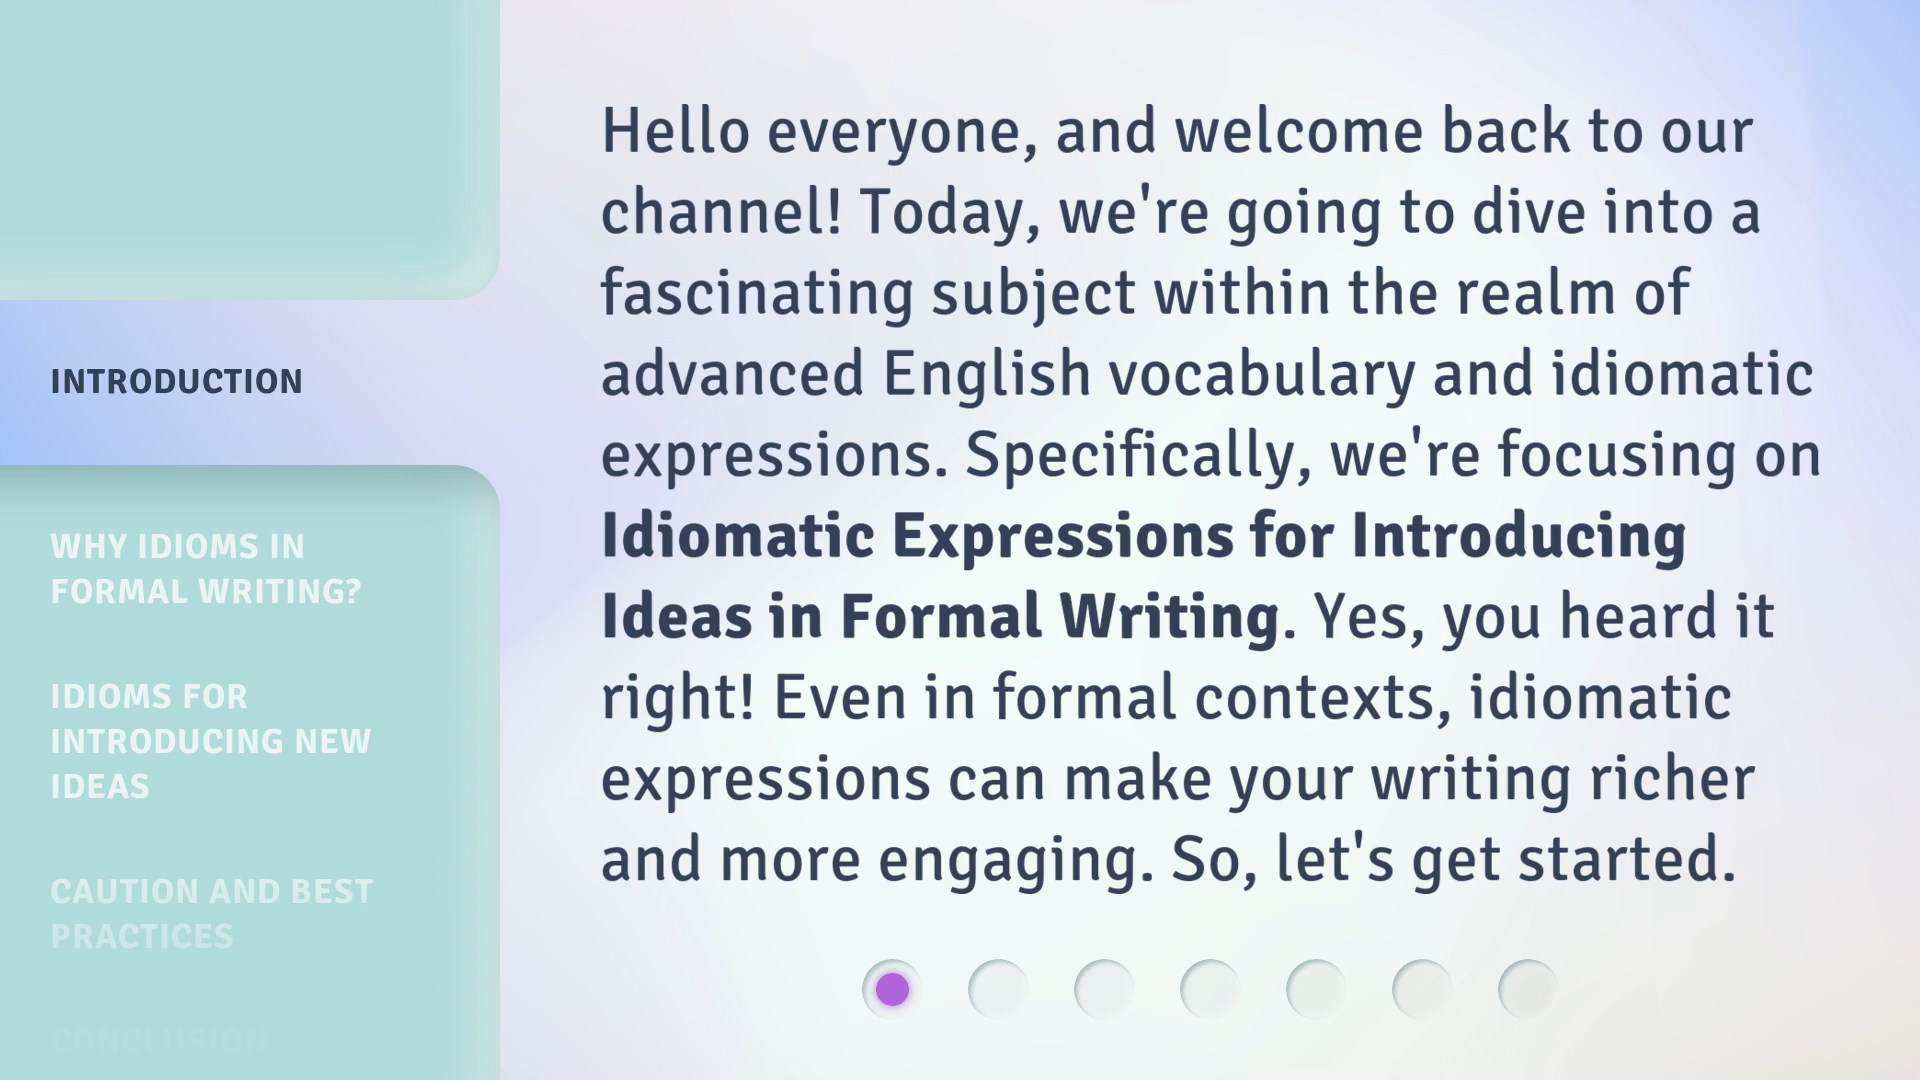 INTRODUCTION
WHY IDIOMS IN
FORMAL WRITING?
IDIOMS FOR
INTRODUCING NEW
IDEAS
CAUTION AND BEST
PRACTICES
CONCLUSION
Hello everyone, and welcome back to our
channel! Today, we're going to dive into a
fascinating subject within the realm of
advanced English vocabulary and idiomatic
expressions. Specifically, we're focusing on
Idiomatic Expressions for Introducing
Ideas in Formal Writing. Yes, you heard it
right! Even in formal contexts, idiomatic
expressions can make your writing richer
and more engaging. So, let's get started.